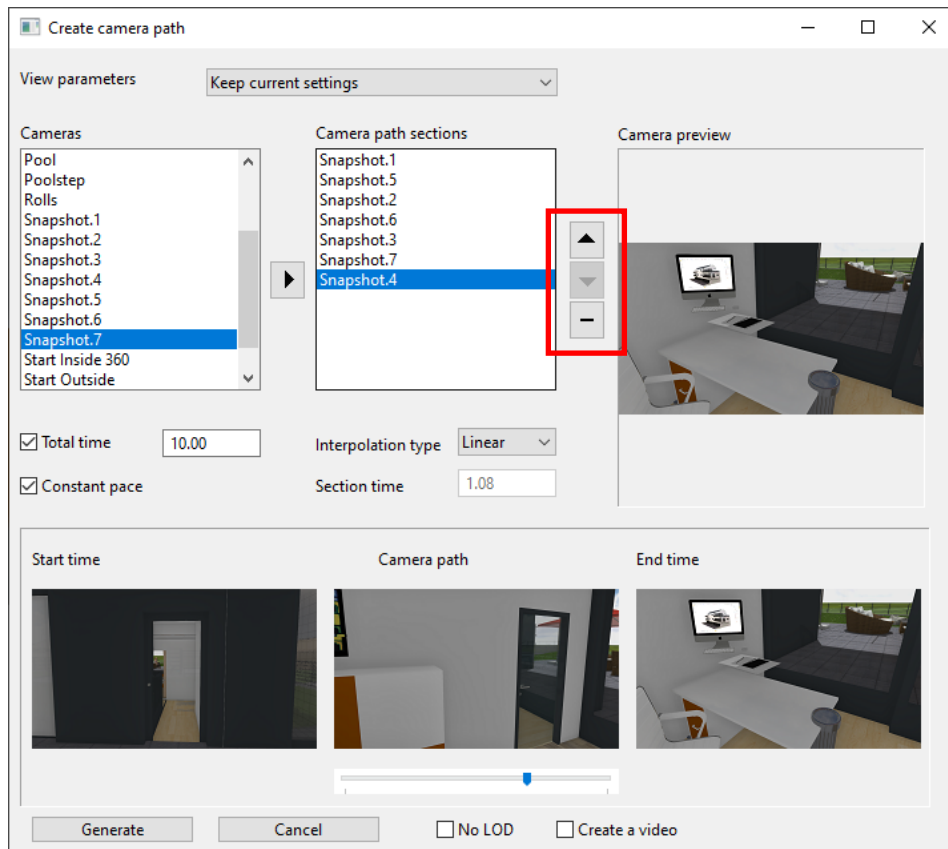 Create camera path
View parameters
Keep current settings
Cameras
Camera path sections
Camera preview
Pool
Poolstep
Rolls
Snapshot.1
Snapshot.2
Snapshot.3
Snapshot.4
Snapshot.5
Snapshot.6
Snapshot.7
Start Inside 360
Start Outside
Snapshot.1
Snapshot.5
Snapshot.2
Snapshot.6
Snapshot.3
Snapshot.7
Snapshot.4
Total time
10.00
Interpolation type
Linear
Constant pace
Section time
1.08
Start time
Camera path
End time
Generate
Cancel
No LOD
Create a video